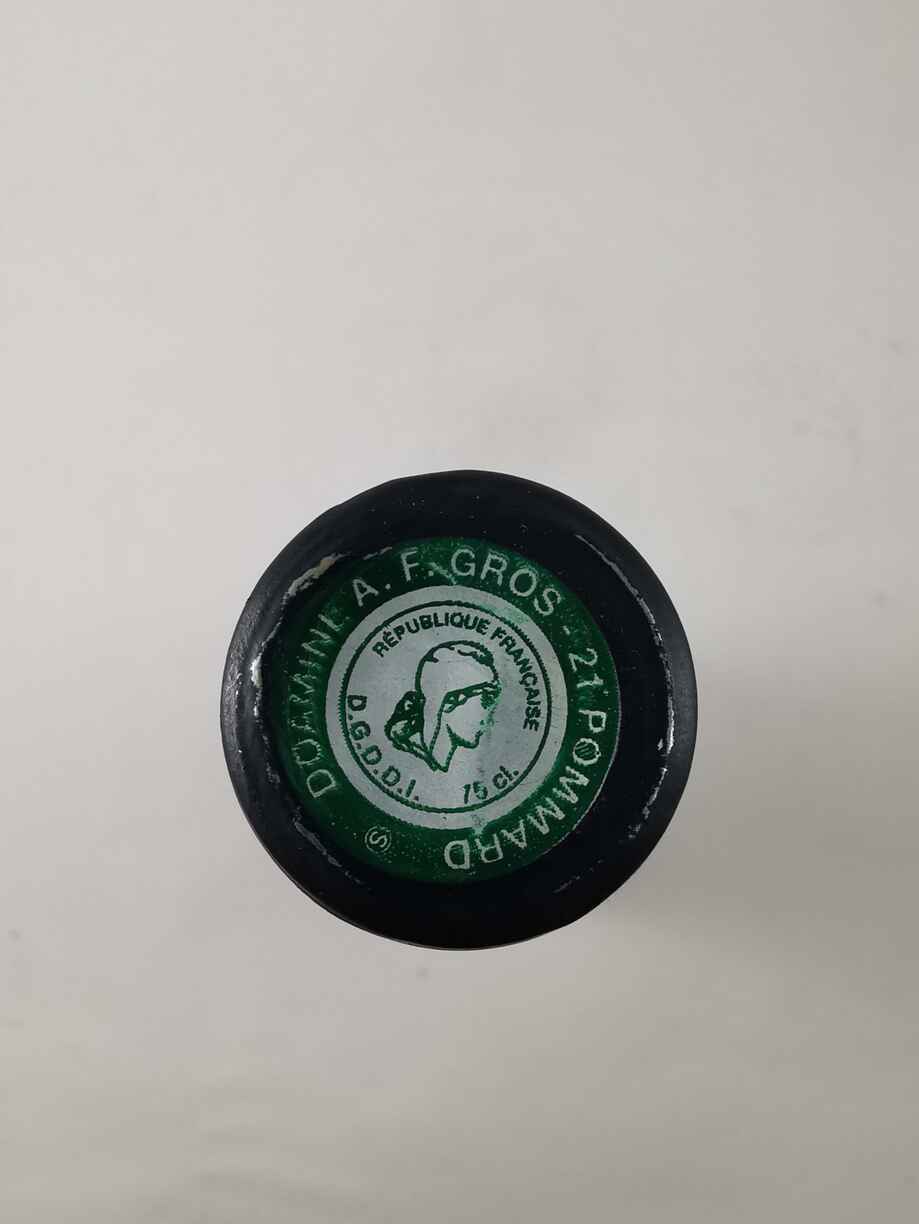 DOMAINE A. F. GROS - 21 POMMARD
Ⓢ
RÉPUBLIQUE FRANÇAISE
D.G.D.D.I.
75 cl.